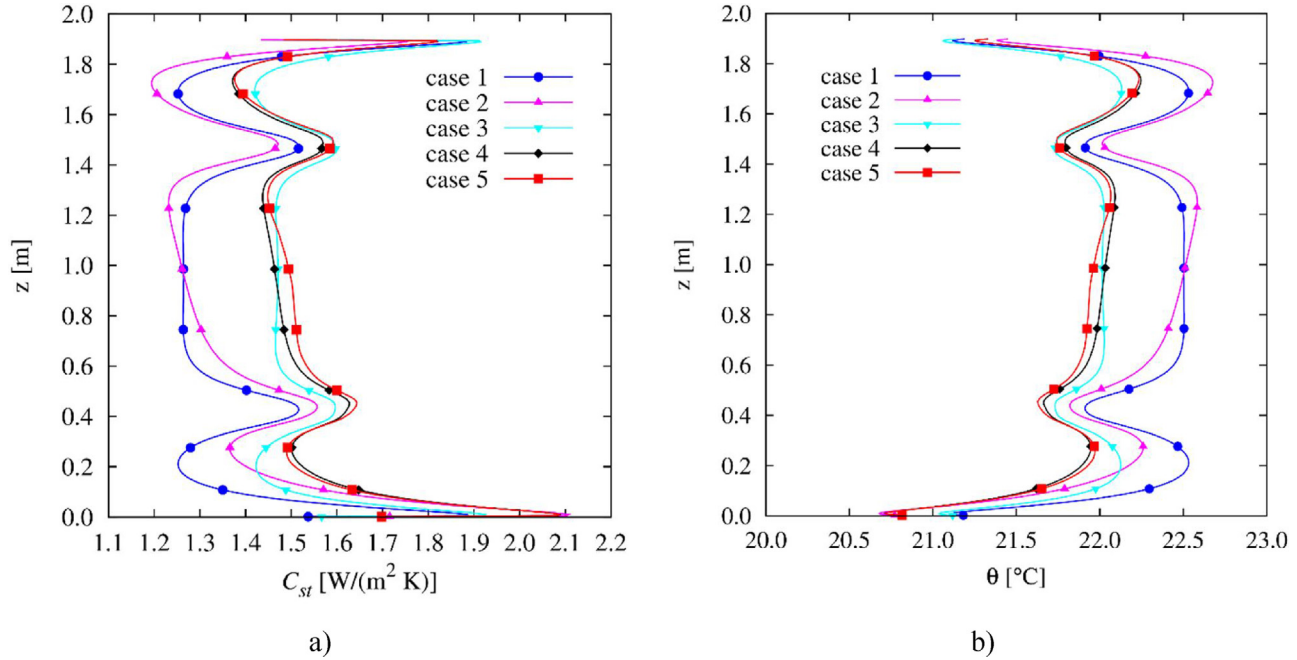 2.0
1.8
1.6
1.4
1.2
1.0
0.8
0.6
0.4
0.2
0.0
z [m]
1.1 1.2 1.3 1.4 1.5 1.6 1.7 1.8 1.9 2.0 2.1 2.2
C_st [W/(m² K)]
case 1
case 2
case 3
case 4
case 5
a)
2.0
1.8
1.6
1.4
1.2
1.0
0.8
0.6
0.4
0.2
0.0
z [m]
20.0 20.5 21.0 21.5 22.0 22.5 23.0
θ [°C]
case 1
case 2
case 3
case 4
case 5
b)